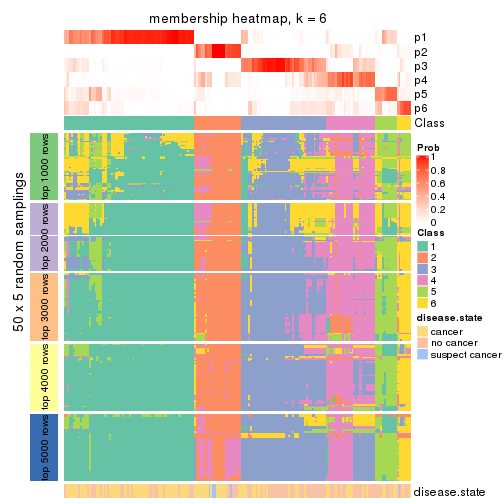 membership heatmap, k = 6
p1
p2
p3
p4
p5
p6
Class
50 x 5 random samplings
top 1000 rows
top 2000 rows
top 3000 rows
top 4000 rows
top 5000 rows
Prob
1
0.8
0.6
0.4
0.2
0
Class
1
2
3
4
5
6
disease.state
cancer
no cancer
suspect cancer
disease.state